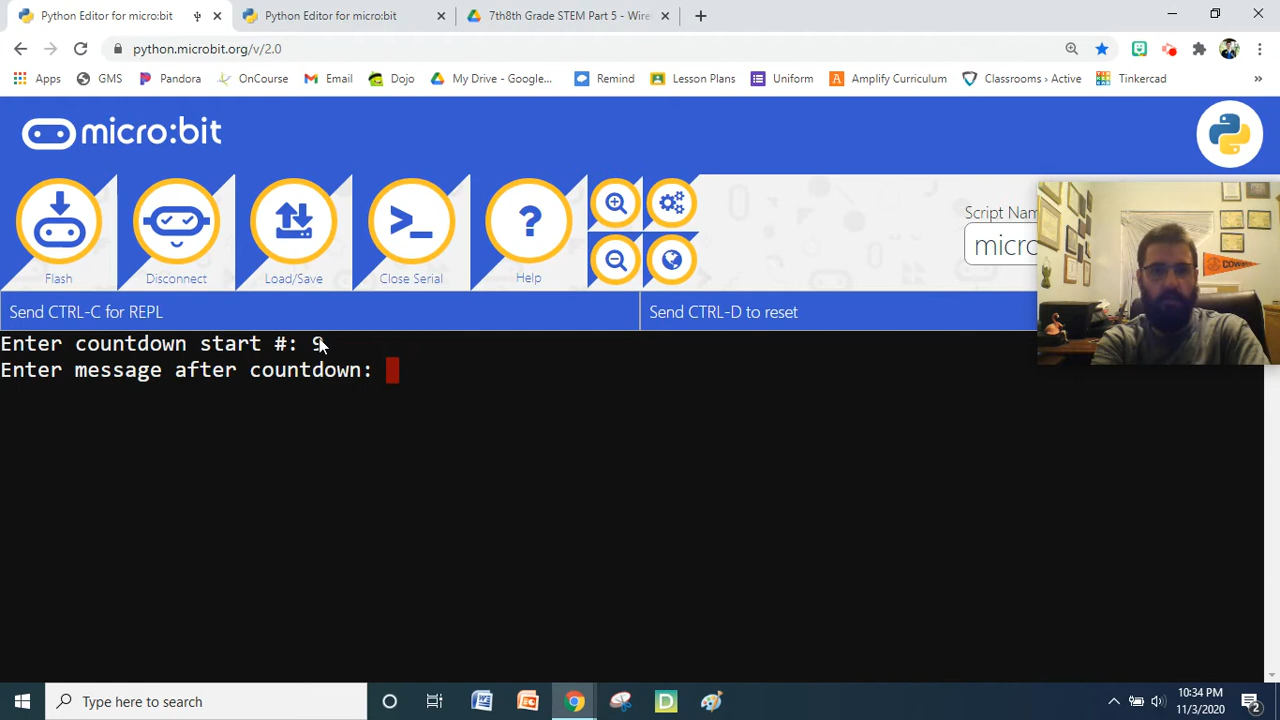 Python Editor for micro:bit
Python Editor for micro:bit
7th8th Grade STEM Part 5 - Wire
python.microbit.org/v/2.0
Apps
GMS
Pandora
OnCourse
Email
Dojo
My Drive - Google...
Remind
Lesson Plans
Uniform
Amplify Curriculum
Classrooms › Active
Tinkercad
»
micro:bit
Script Nam
micro
Flash
Disconnect
Load/Save
Close Serial
Help
Send CTRL-C for REPL
Send CTRL-D to reset
Enter countdown start #: 9
Enter message after countdown:
Type here to search
10:34 PM
11/3/2020
2